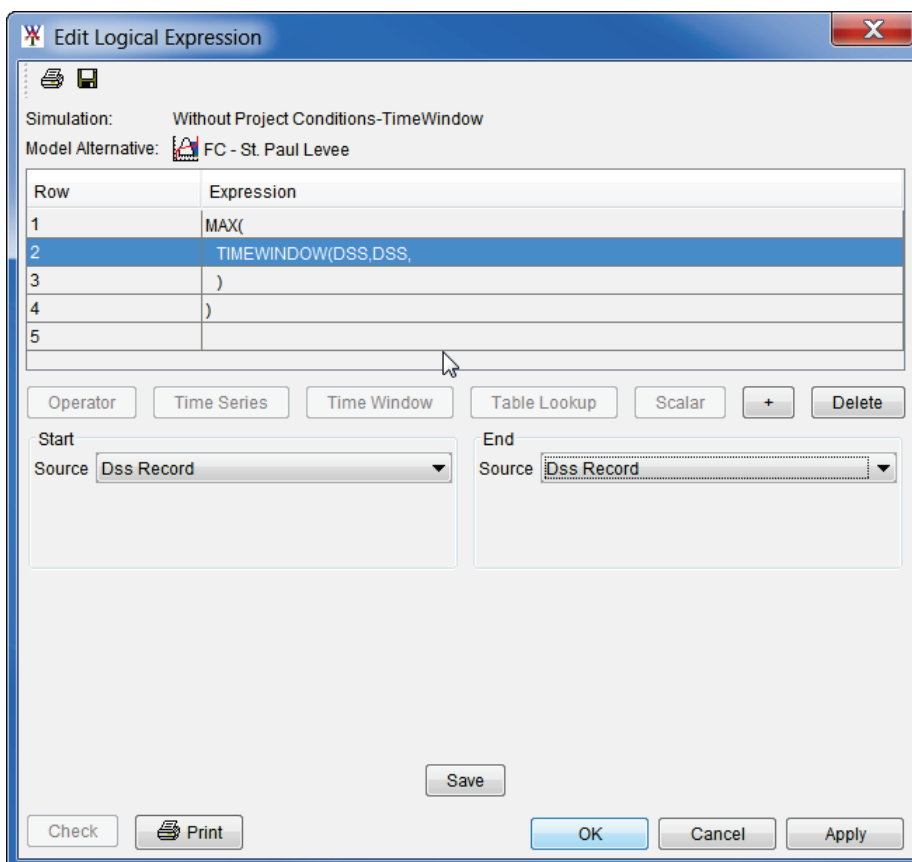 Edit Logical Expression
Simulation: Without Project Conditions-TimeWindow
Model Alternative: FC - St. Paul Levee
Row Expression
1 MAX(
2 TIMEWINDOW(DSS,DSS,
3 )
4 )
5
Operator Time Series Time Window Table Lookup Scalar + Delete
Start End
Source Dss Record Source Dss Record
Save
Check Print OK Cancel Apply